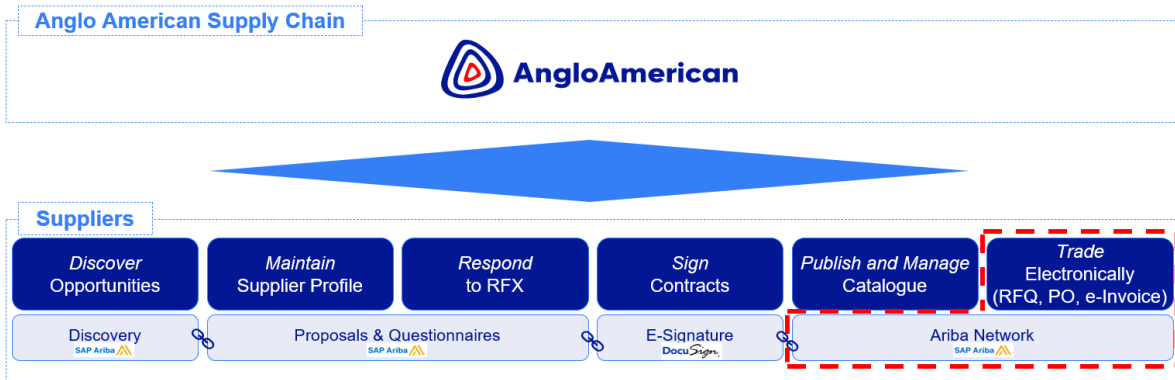 Anglo American Supply Chain
AngloAmerican
Suppliers
Discover
Opportunities
Maintain
Supplier Profile
Respond
to RFX
Sign
Contracts
Publish and Manage
Catalogue
Trade
Electronically
(RFQ, PO, e-Invoice)
Discovery
SAP Ariba
Proposals & Questionnaires
SAP Ariba
E-Signature
DocuSign
Ariba Network
SAP Ariba